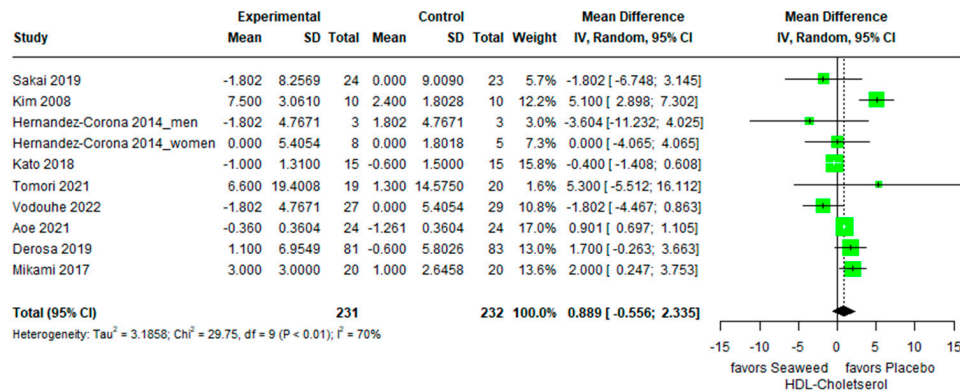 Experimental Control Mean Difference Mean Difference
Study Mean SD Total Mean SD Total Weight IV, Random, 95% CI IV, Random, 95% CI
Sakai 2019 -1.802 8.2569 24 0.000 9.0090 23 5.7% -1.802 [ -6.748; 3.145]
Kim 2008 7.500 3.0610 10 2.400 1.8028 10 12.2% 5.100 [ 2.898; 7.302]
Hernandez-Corona 2014_men -1.802 4.7671 3 1.802 4.7671 3 3.0% -3.604 [-11.232; 4.025]
Hernandez-Corona 2014_women 0.000 5.4054 8 0.000 1.8018 5 7.3% 0.000 [ -4.065; 4.065]
Kato 2018 -1.000 1.3100 15 -0.600 1.5000 15 15.8% -0.400 [ -1.408; 0.608]
Tomori 2021 6.600 19.4008 19 1.300 14.5750 20 1.6% 5.300 [ -5.512; 16.112]
Vodouhe 2022 -1.802 4.7671 27 0.000 5.4054 29 10.8% -1.802 [ -4.467; 0.863]
Aoe 2021 -0.360 0.3604 24 -1.261 0.3604 24 17.0% 0.901 [ 0.697; 1.105]
Derosa 2019 1.100 6.9549 81 -0.600 5.8026 83 13.0% 1.700 [ -0.263; 3.663]
Mikami 2017 3.000 3.0000 20 1.000 2.6458 20 13.6% 2.000 [ 0.247; 3.753]
Total (95% CI) 231 232 100.0% 0.889 [ -0.556; 2.335]
Heterogeneity: Tau² = 3.1858; Chi² = 29.75, df = 9 (P < 0.01); I² = 70%
-15 -10 -5 0 5 10 15
favors Seaweed favors Placebo
HDL-Choletserol